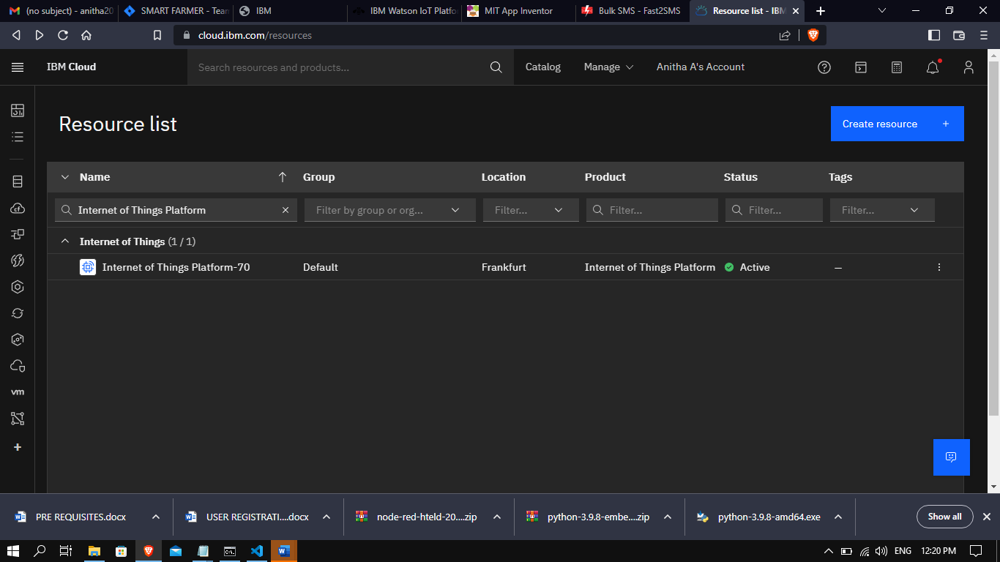 (no subject) - anitha20
SMART FARMER - Tean
IBM
IBM Watson IoT Platfo
MIT App Inventor
Bulk SMS - Fast2SMS
Resource list - IBM
cloud.ibm.com/resources
IBM Cloud
Search resources and products...
Catalog
Manage
Anitha A's Account
Resource list
Create resource +
Name
Group
Location
Product
Status
Tags
Internet of Things Platform
Filter by group or org...
Filter...
Filter...
Filter...
Filter...
Internet of Things (1 / 1)
Internet of Things Platform-70
Default
Frankfurt
Internet of Things Platform
Active
—
cf
vm
PRE REQUISITES.docx
USER REGISTRATI....docx
node-red-hteld-20....zip
python-3.9.8-embe....zip
python-3.9.8-amd64.exe
Show all
ENG
12:20 PM